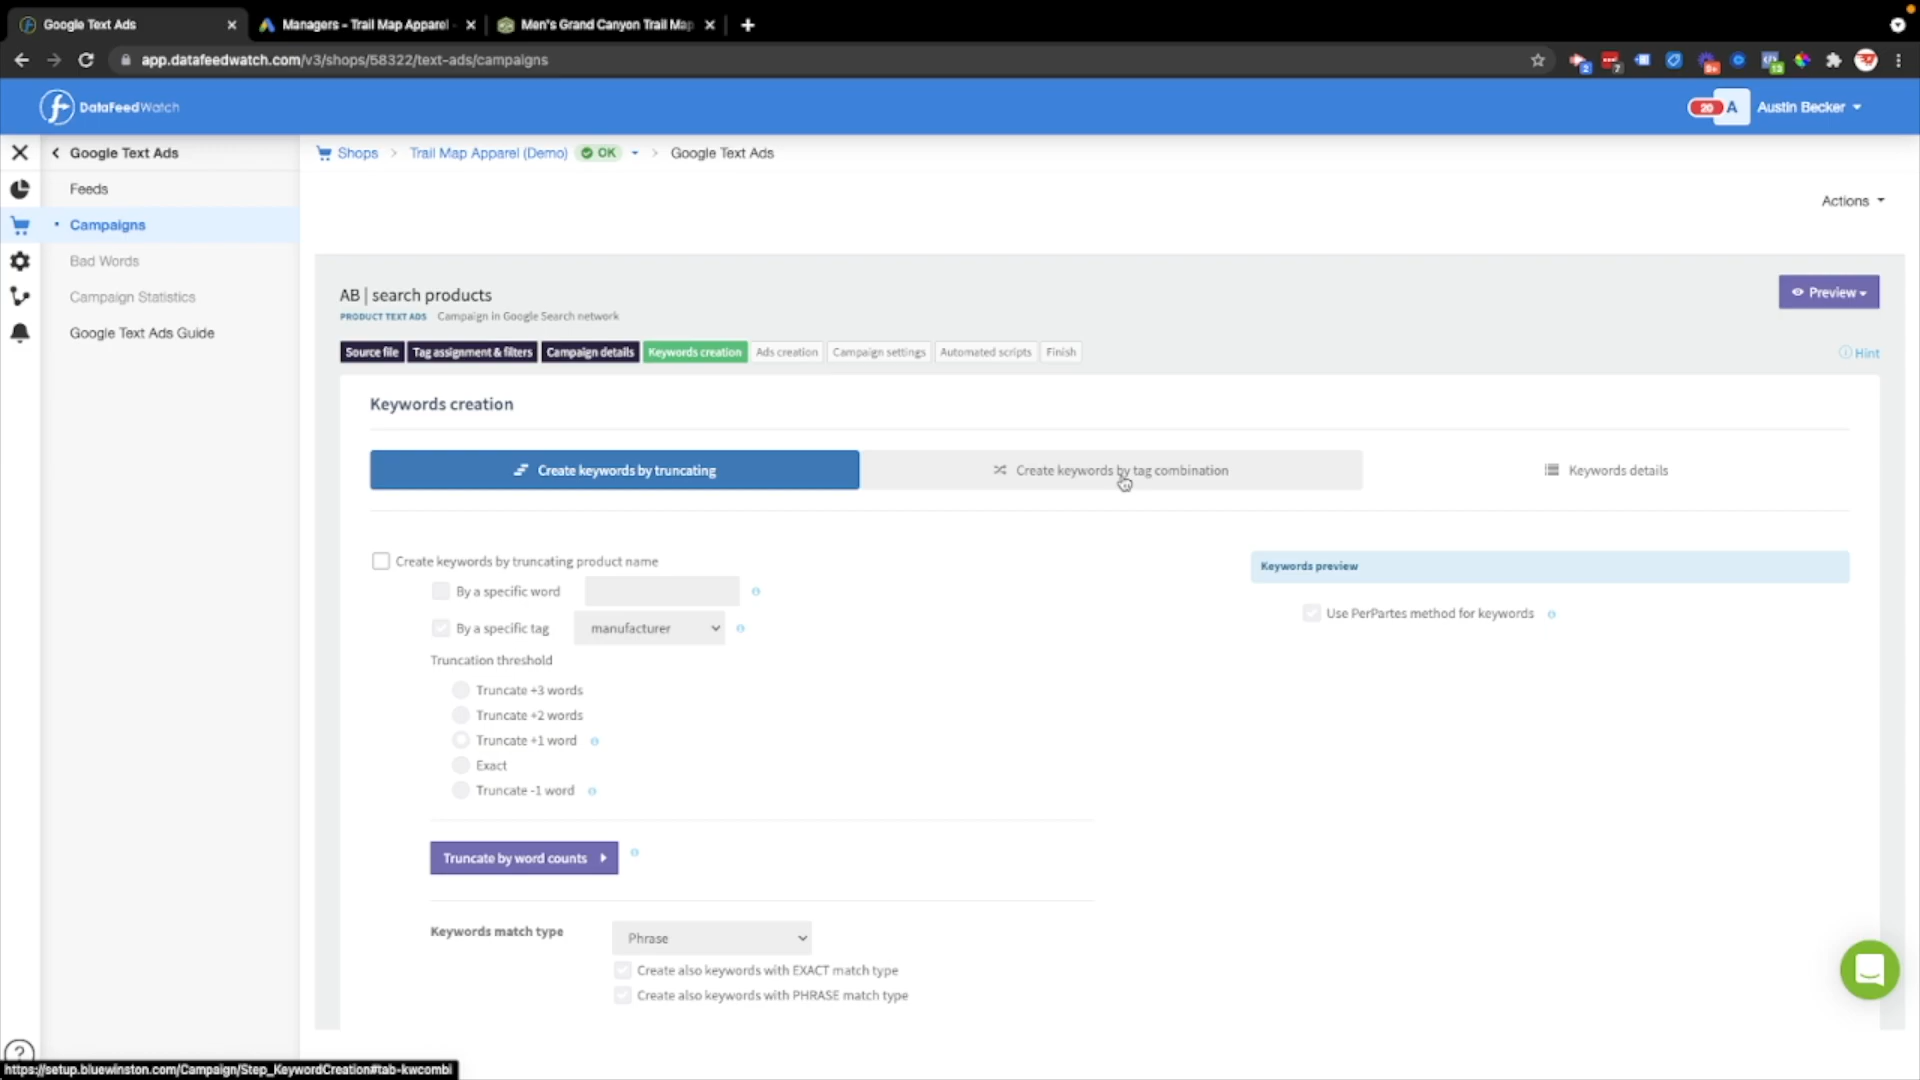 Google Text Ads
Managers - Trail Map Apparel
Men's Grand Canyon Trail Map
app.datafeedwatch.com/v3/shops/58322/text-ads/campaigns
2
7
9+
13
DataFeedWatch
20
A
Austin Becker
Google Text Ads
Shops > Trail Map Apparel (Demo) OK > Google Text Ads
Feeds
Actions
Campaigns
Bad Words
Campaign Statistics
Google Text Ads Guide
AB | search products
Preview
PRODUCT TEXT ADS Campaign in Google Search network
Source file Tag assignment & filters Campaign details Keywords creation Ads creation Campaign settings Automated scripts Finish
Hint
Keywords creation
Create keywords by truncating
Create keywords by tag combination
Keywords details
Create keywords by truncating product name
Keywords preview
By a specific word
Use PerPartes method for keywords
By a specific tag manufacturer
Truncation threshold
Truncate +3 words
Truncate +2 words
Truncate +1 word
Exact
Truncate -1 word
Truncate by word counts
Keywords match type Phrase
Create also keywords with EXACT match type
Create also keywords with PHRASE match type
?
https://setup.bluewinston.com/Campaign/Step_KeywordCreation#tab-kwcombi